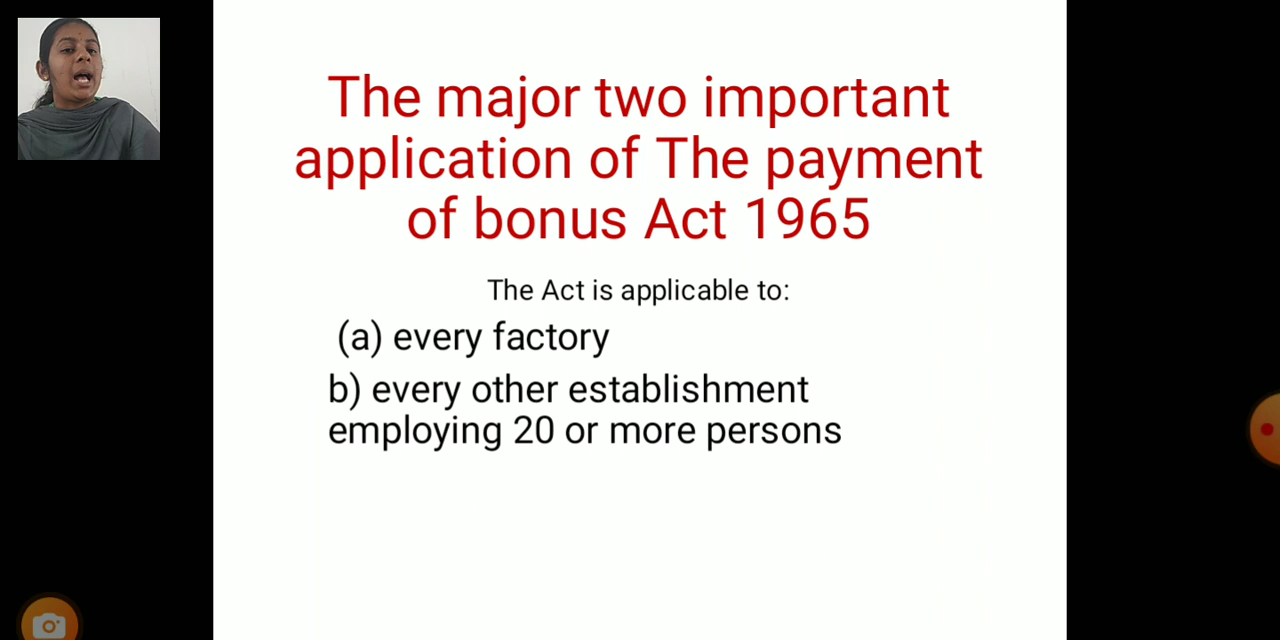 The major two important
application of The payment
of bonus Act 1965
The Act is applicable to:
(a) every factory
b) every other establishment
employing 20 or more persons